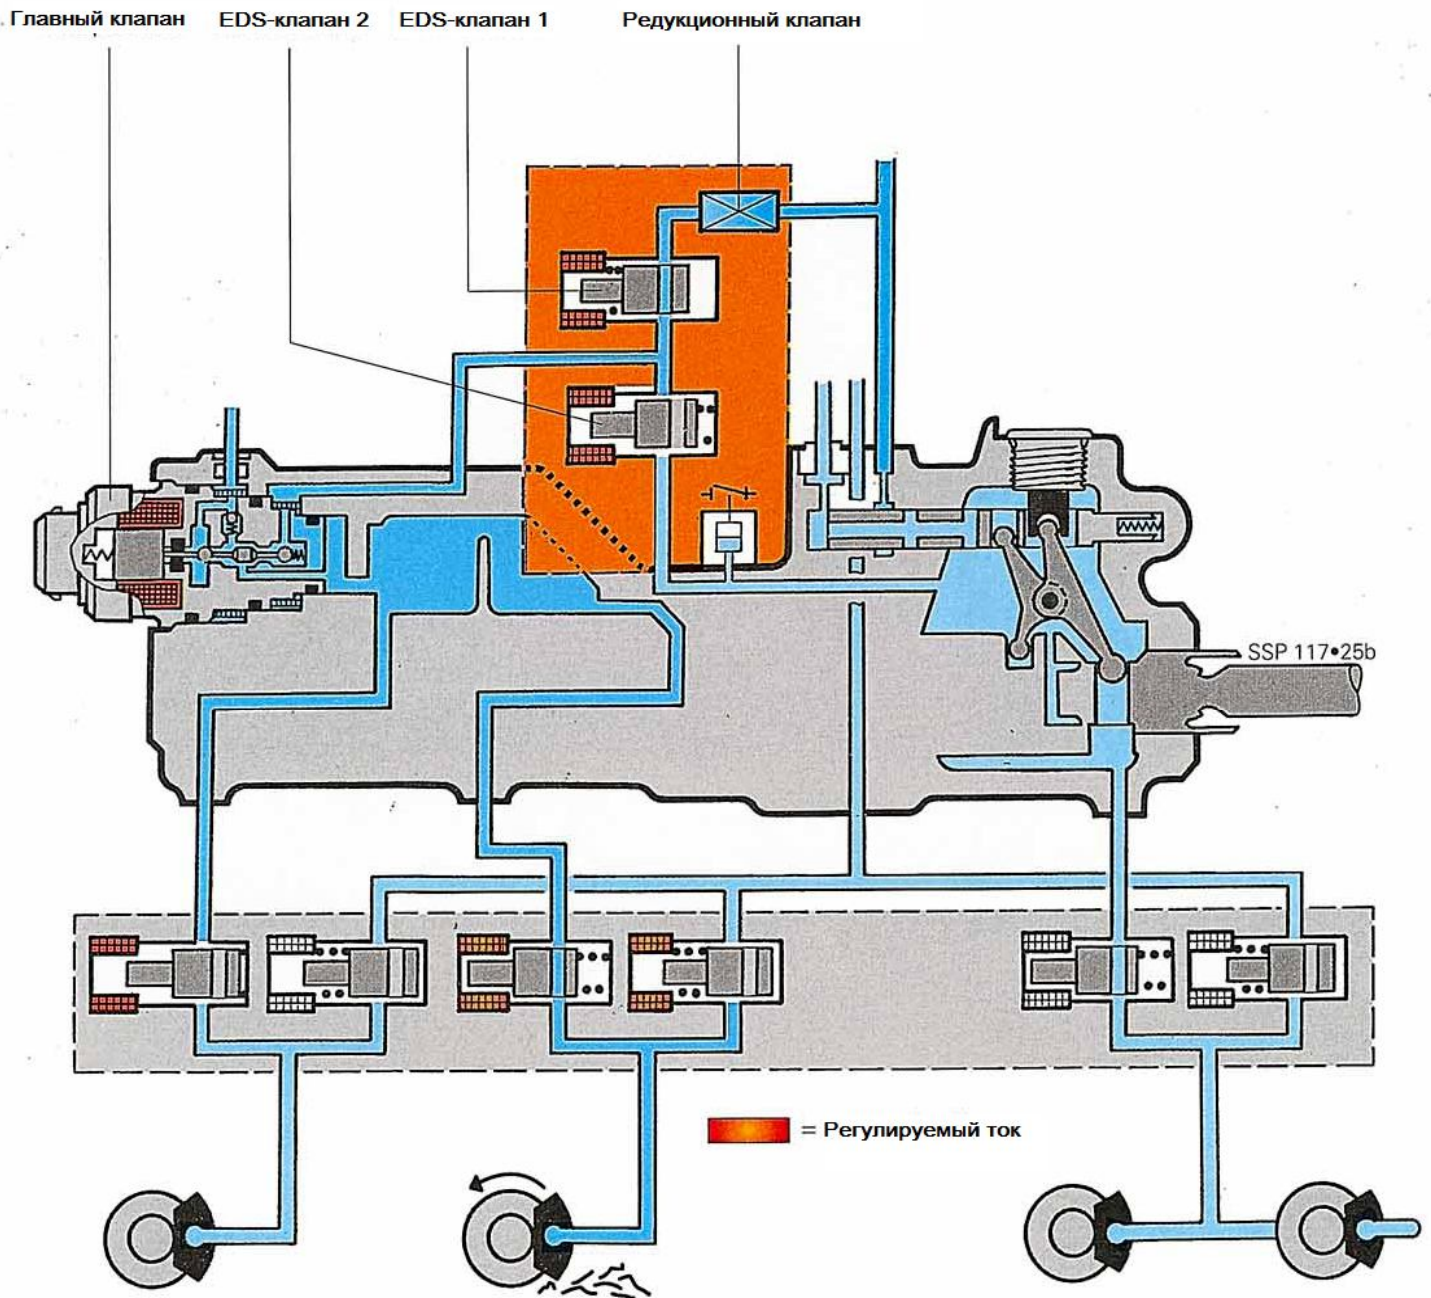 Главный клапан
EDS-клапан 2
EDS-клапан 1
Редукционный клапан
SSP 117•25b
= Регулируемый ток